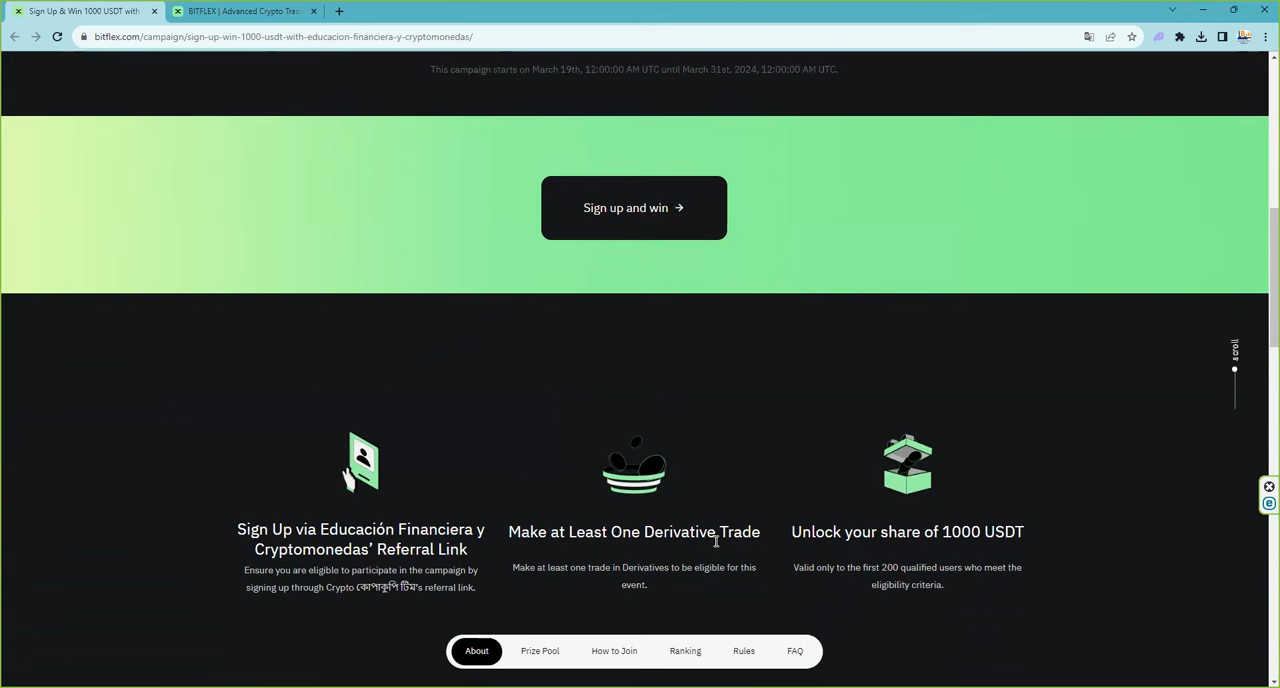 Sign Up & Win 1000 USDT with
BITFLEX | Advanced Crypto Trac
bitflex.com/campaign/sign-up-win-1000-usdt-with-educacion-financiera-y-cryptomonedas/
This campaign starts on March 19th, 12:00:00 AM UTC until March 31st, 2024, 12:00:00 AM UTC.
Sign up and win →
scroll
Sign Up via Educación Financiera y
Cryptomonedas’ Referral Link
Ensure you are eligible to participate in the campaign by
signing up through Crypto কোপাকুপি টিম's referral link.
Make at Least One Derivative Trade
Make at least one trade in Derivatives to be eligible for this
event.
Unlock your share of 1000 USDT
Valid only to the first 200 qualified users who meet the
eligibility criteria.
About
Prize Pool
How to Join
Ranking
Rules
FAQ